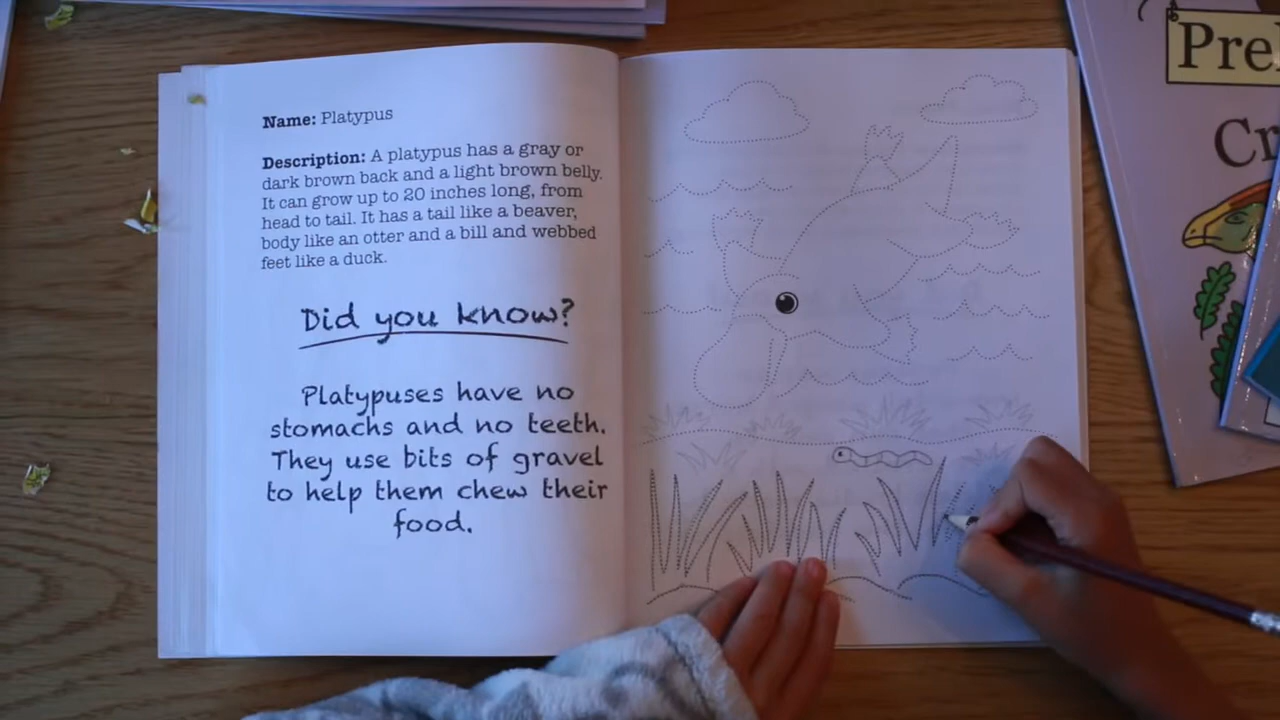 Name: Platypus
Description: A platypus has a gray or
dark brown back and a light brown belly.
It can grow up to 20 inches long, from
head to tail. It has a tail like a beaver,
body like an otter and a bill and webbed
feet like a duck.
Did you know?
Platypuses have no
stomachs and no teeth.
They use bits of gravel
to help them chew their
food.